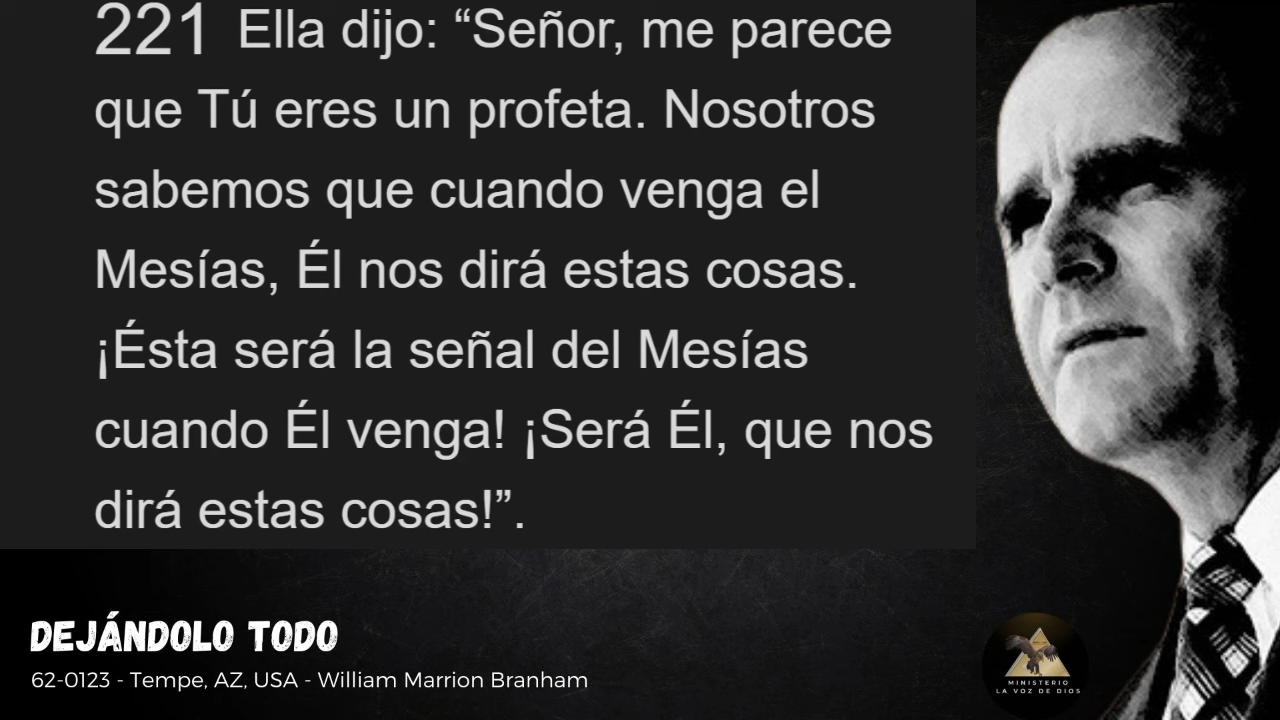 221 Ella dijo: “Señor, me parece
que Tú eres un profeta. Nosotros
sabemos que cuando venga el
Mesías, Él nos dirá estas cosas.
¡Ésta será la señal del Mesías
cuando Él venga! ¡Será Él, que nos
dirá estas cosas!”.
DEJÁNDOLO TODO
62-0123 - Tempe, AZ, USA - William Marrion Branham
MINISTERIO
LA VOZ DE DIOS